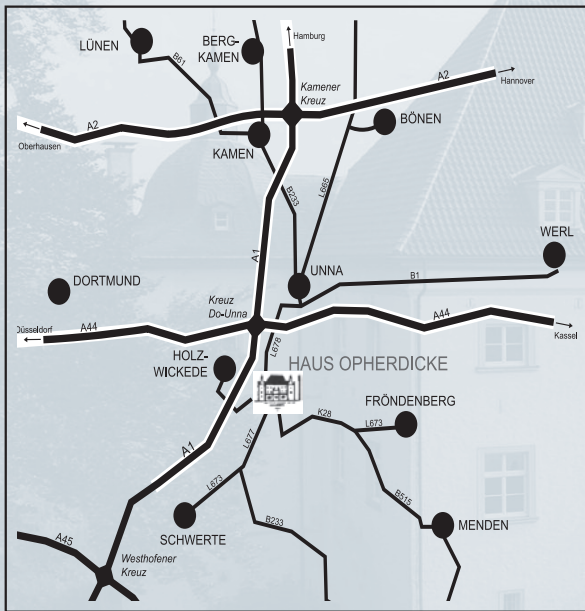 Hamburg
LÜNEN
BERG-
KAMEN
B61
A2
Hannover
Kamener
Kreuz
A2
Oberhausen
KAMEN
BÖNEN
B233
L665
A1
WERL
UNNA
B1
DORTMUND
Kreuz
Do-Unna
A44
Düsseldorf
A44
Kassel
L678
HOLZ-
WICKEDE
HAUS OPHERDICKE
FRÖNDENBERG
K28
L673
A1
L677
L673
B515
SCHWERTE
B233
MENDEN
A45
Westhofener
Kreuz